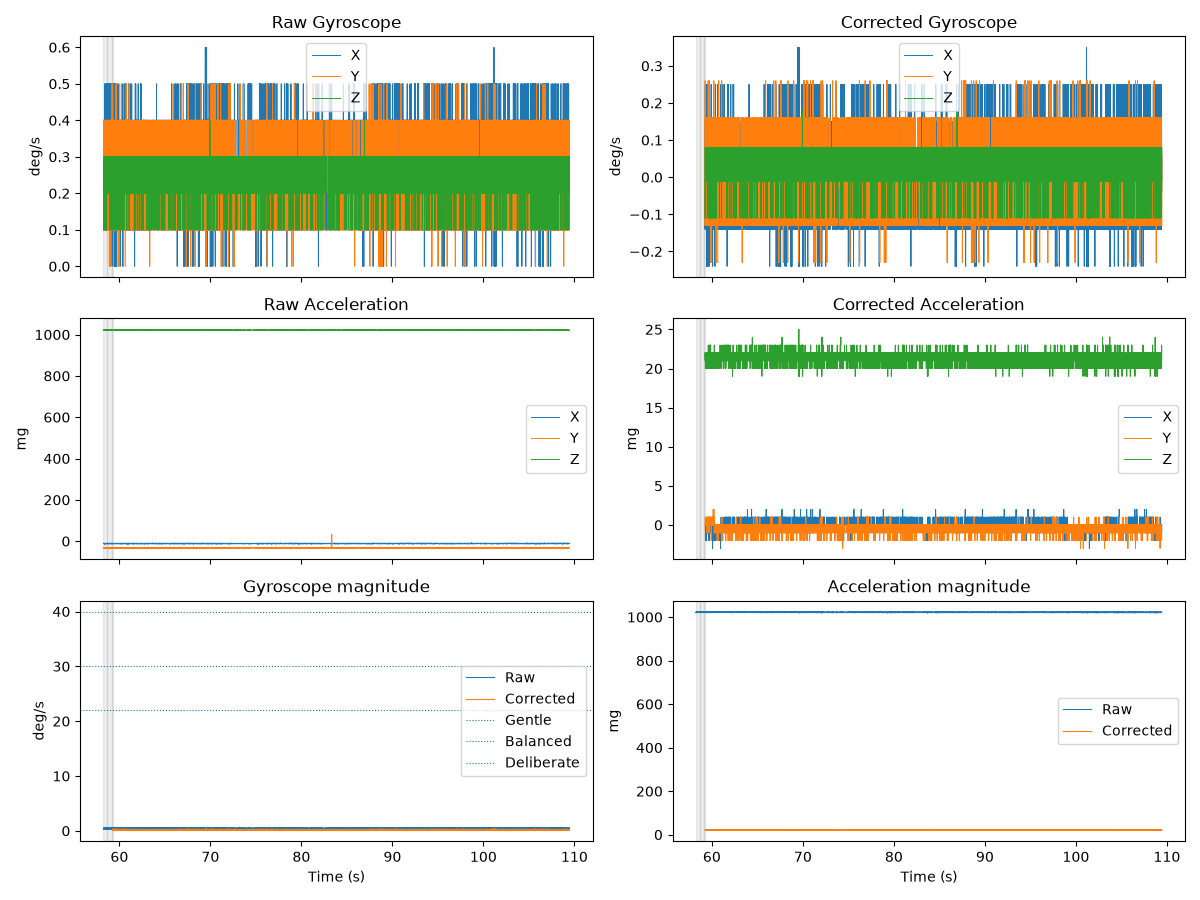 Raw Gyroscope
deg/s
0.6
0.5
0.4
0.3
0.2
0.1
0.0
X
Y
Z
Corrected Gyroscope
deg/s
0.3
0.2
0.1
0.0
−0.1
−0.2
X
Y
Z
Raw Acceleration
mg
1000
800
600
400
200
0
X
Y
Z
Corrected Acceleration
mg
25
20
15
10
5
0
X
Y
Z
Gyroscope magnitude
deg/s
40
30
20
10
0
Raw
Corrected
Gentle
Balanced
Deliberate
60 70 80 90 100 110
Time (s)
Acceleration magnitude
mg
1000
800
600
400
200
0
Raw
Corrected
60 70 80 90 100 110
Time (s)